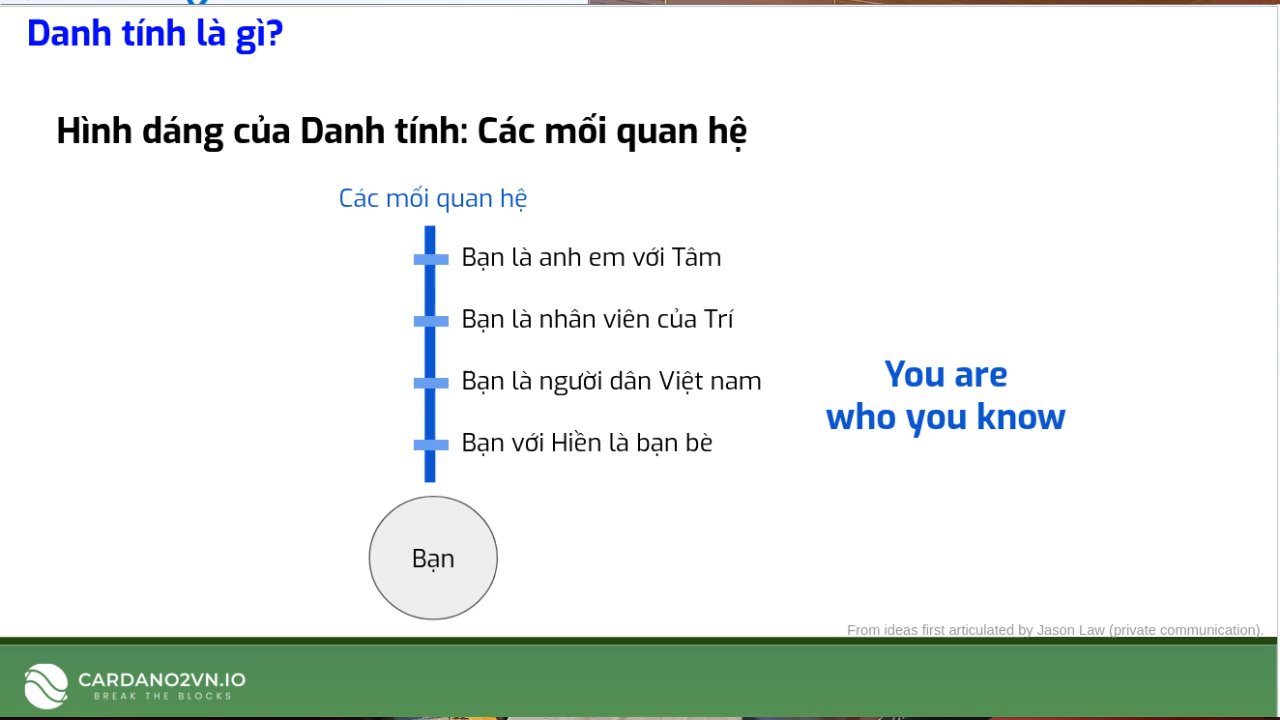 Danh tính là gì?
Hình dáng của Danh tính: Các mối quan hệ
Các mối quan hệ
Bạn là anh em với Tâm
Bạn là nhân viên của Trí
Bạn là người dân Việt nam
Bạn với Hiền là bạn bè
You are
who you know
Bạn
From ideas first articulated by Jason Law (private communication).
CARDANO2VN.IO
BREAK THE BLOCKS